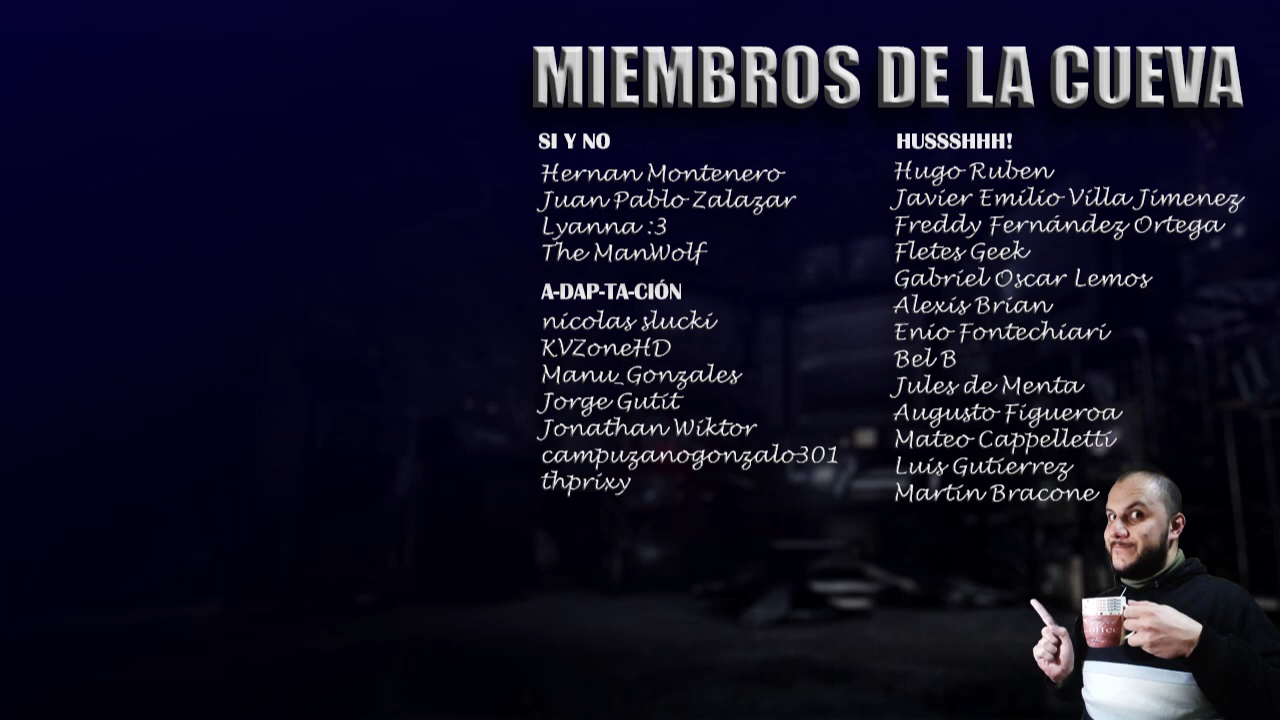 MIEMBROS DE LA CUEVA
SI Y NO
Hernan Montenero
Juan Pablo Zalazar
Lyanna :3
The ManWolf
A-DAP-TA-CIÓN
nicolas slucki
KVZoneHD
Manu_Gonzales
Jorge Gutit
Jonathan Wiktor
campuzanogonzalo301
thprixy
HUSSSHHH!
Hugo Ruben
Javier Emilio Villa Jimenez
Freddy Fernández Ortega
Fletes Geek
Gabriel Oscar Lemos
Alexis Brian
Enio Fontechiari
Bel B
Jules de Menta
Augusto Figueroa
Mateo Cappelletti
Luis Gutierrez
Martin Bracone
Coffee